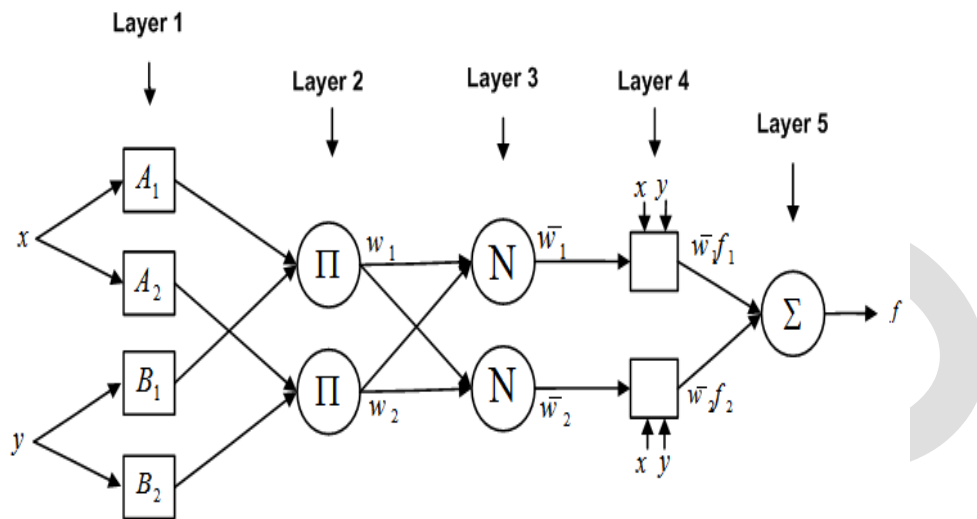 Layer 1
Layer 2
Layer 3
Layer 4
Layer 5
x
y
A₁
A₂
B₁
B₂
Π
Π
w₁
w₂
N
N
w̄₁
w̄₂
x y
x y
w̄₁f₁
w̄₂f₂
Σ
f